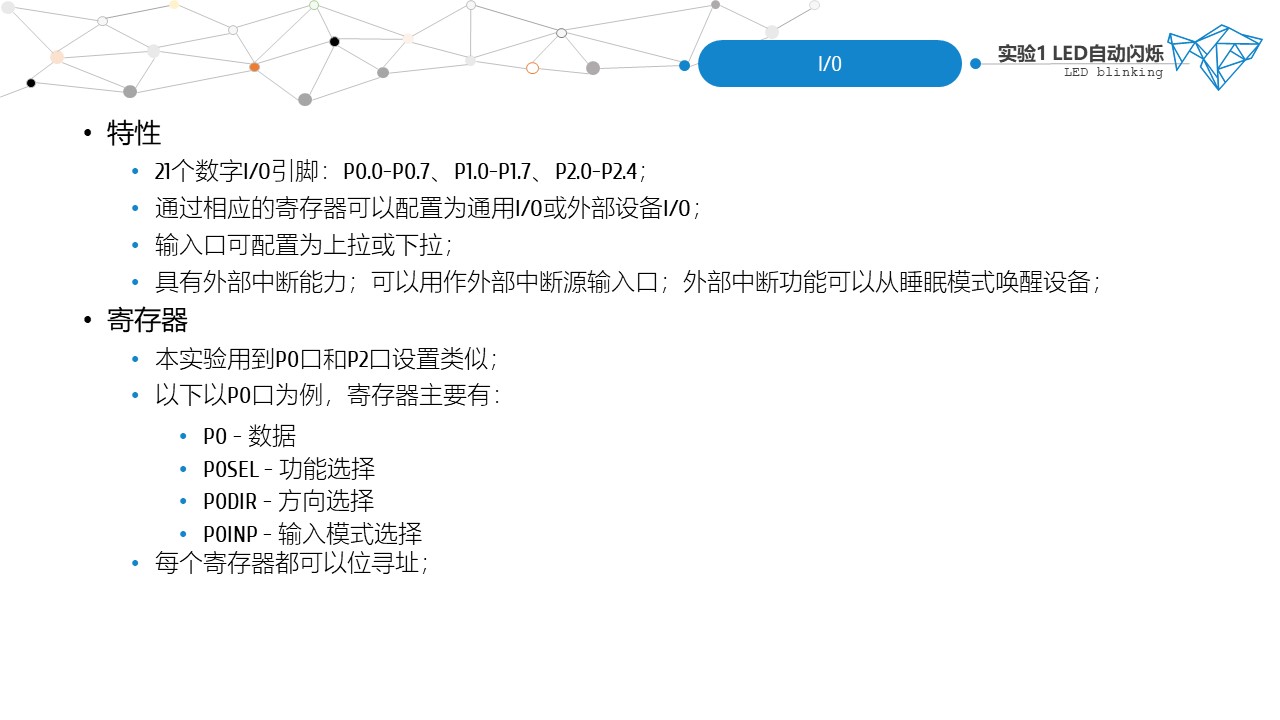 I/O
实验1 LED自动闪烁
LED blinking
• 特性
• 21个数字I/O引脚：P0.0-P0.7、P1.0-P1.7、P2.0-P2.4；
• 通过相应的寄存器可以配置为通用I/O或外部设备I/O；
• 输入口可配置为上拉或下拉；
• 具有外部中断能力；可以用作外部中断源输入口；外部中断功能可以从睡眠模式唤醒设备；
• 寄存器
• 本实验用到P0口和P2口设置类似；
• 以下以P0口为例，寄存器主要有：
• P0 - 数据
• P0SEL - 功能选择
• P0DIR - 方向选择
• P0INP - 输入模式选择
• 每个寄存器都可以位寻址；